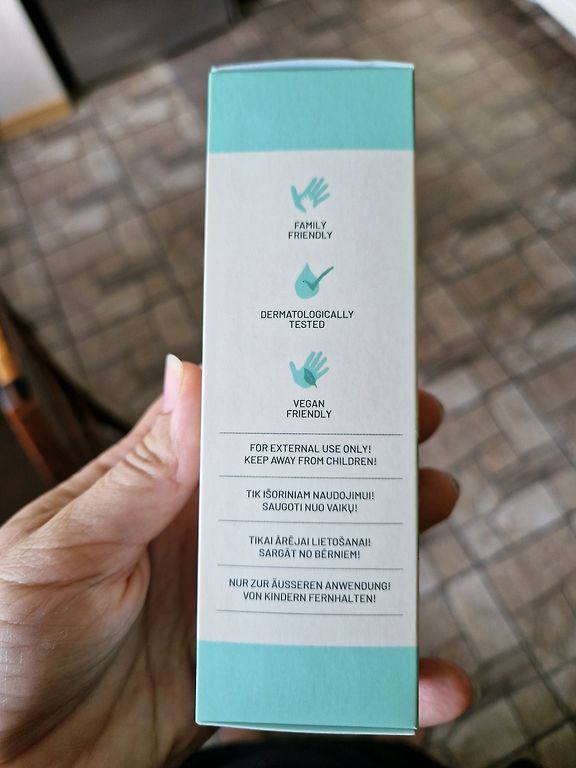 FAMILY
FRIENDLY
DERMATOLOGICALLY
TESTED
VEGAN
FRIENDLY
FOR EXTERNAL USE ONLY!
KEEP AWAY FROM CHILDREN!
TIK IŠORINIAM NAUDOJIMUI!
SAUGOTI NUO VAIKŲ!
TIKAI ĀRĒJAI LIETOŠANAI!
SARGĀT NO BĒRNIEM!
NUR ZUR ÄUSSEREN ANWENDUNG!
VON KINDERN FERNHALTEN!